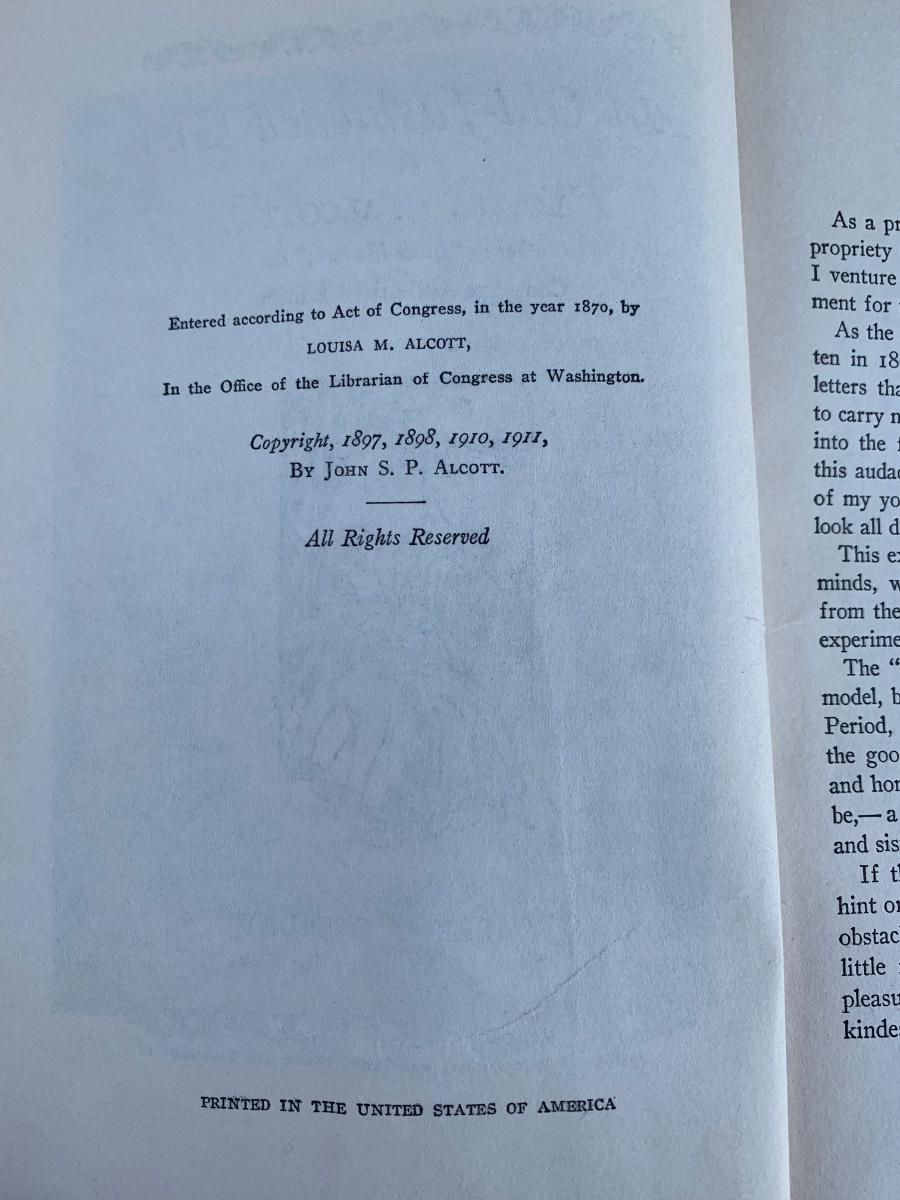 Entered according to Act of Congress, in the year 1870, by
LOUISA M. ALCOTT,
In the Office of the Librarian of Congress at Washington.
Copyright, 1897, 1898, 1910, 1911,
By John S. P. Alcott.
All Rights Reserved
PRINTED IN THE UNITED STATES OF AMERICA
As a
propriety
I venture
ment for
As the
ten in
letters
to carry
into the
this
of my
look all
This
minds,
from the
The “
model,
Period,
the
and
be,— a
and
If
hint
little